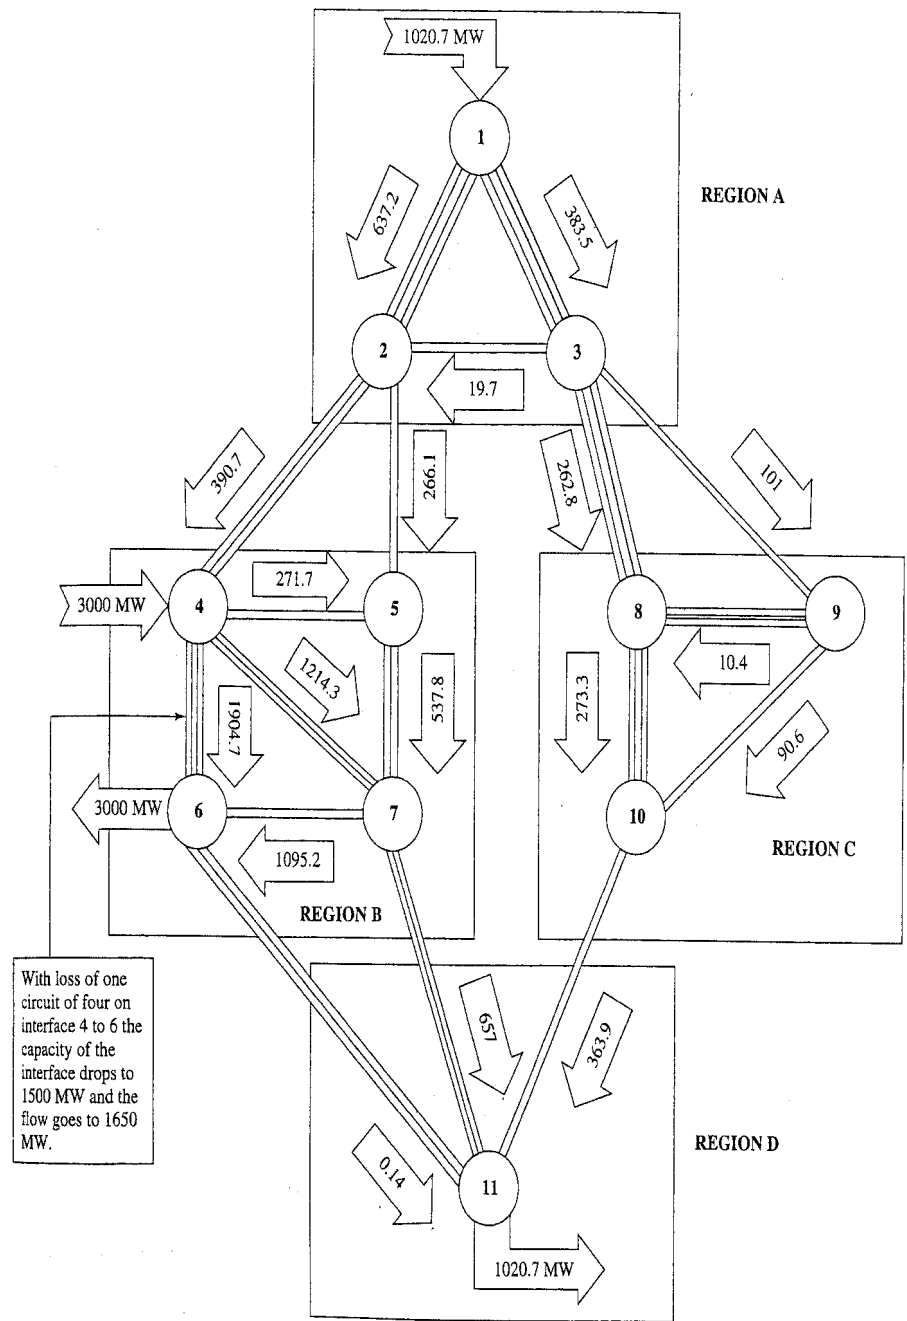 1020.7 MW
1
REGION A
637.2
383.5
2
3
19.7
390.7
266.1
262.8
101
3000 MW
4
271.7
5
8
9
10.4
1214.3
1904.7
537.8
273.3
90.6
3000 MW
6
7
10
1095.2
REGION C
REGION B
With loss of one
circuit of four on
interface 4 to 6 the
capacity of the
interface drops to
1500 MW and the
flow goes to 1650
MW.
657
363.9
REGION D
0.14
11
1020.7 MW